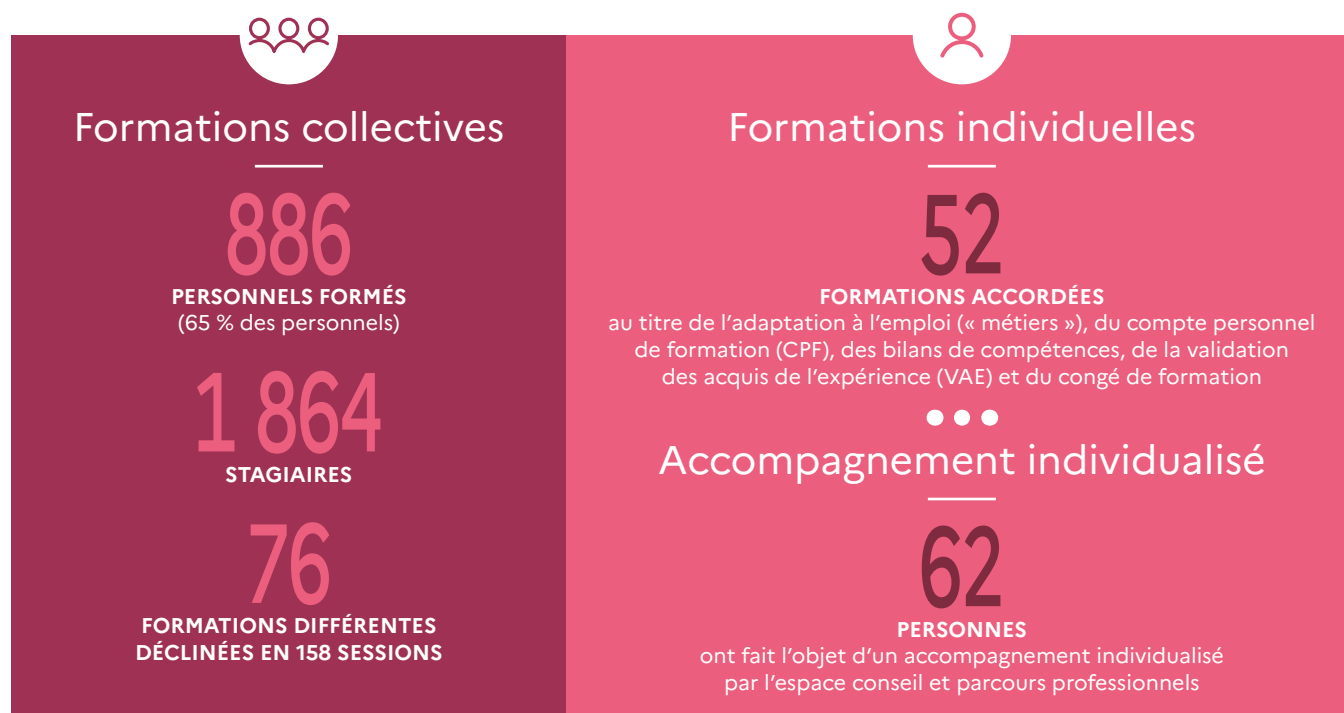 Formations collectives
886
PERSONNELS FORMÉS
(65 % des personnels)
1 864
STAGIAIRES
76
FORMATIONS DIFFÉRENTES
DÉCLINÉES EN 158 SESSIONS
Formations individuelles
52
FORMATIONS ACCORDÉES
au titre de l’adaptation à l’emploi (« métiers »), du compte personnel
de formation (CPF), des bilans de compétences, de la validation
des acquis de l’expérience (VAE) et du congé de formation
Accompagnement individualisé
62
PERSONNES
ont fait l’objet d’un accompagnement individualisé
par l’espace conseil et parcours professionnels